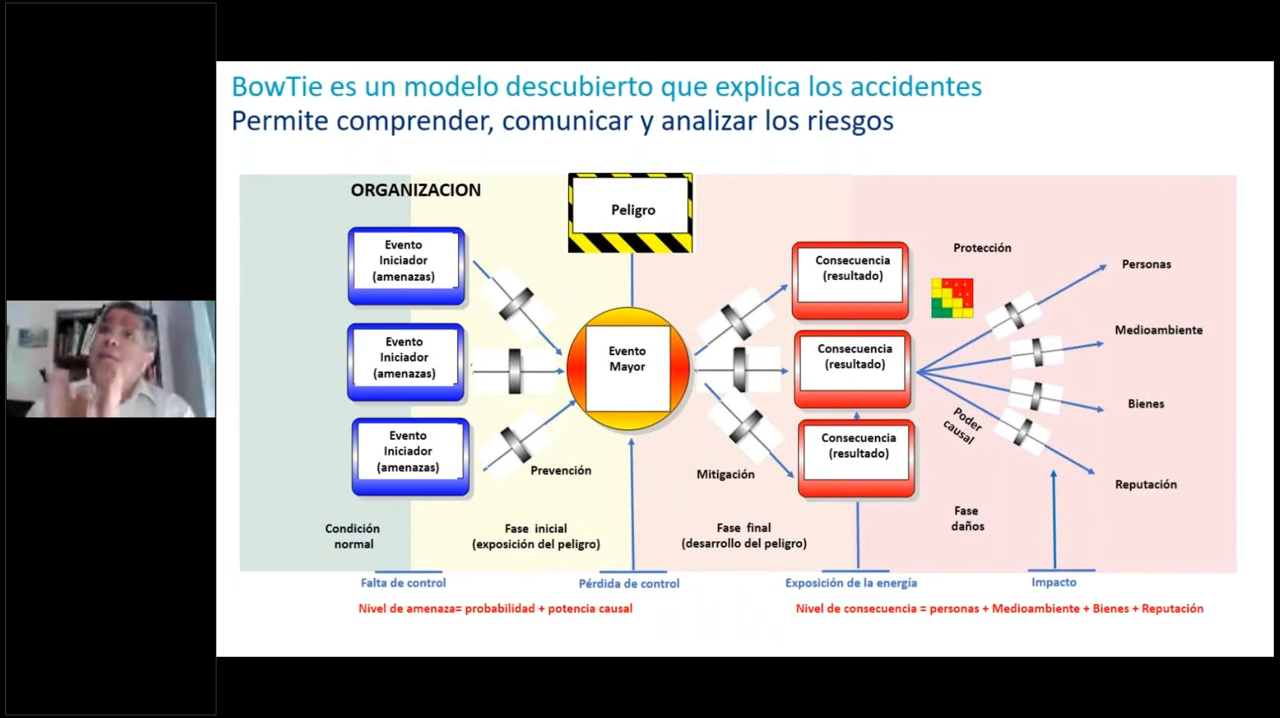 BowTie es un modelo descubierto que explica los accidentes
Permite comprender, comunicar y analizar los riesgos
ORGANIZACION
Peligro
Evento
Iniciador
(amenazas)
Evento
Iniciador
(amenazas)
Evento
Iniciador
(amenazas)
Prevención
Evento
Mayor
Mitigación
Consecuencia
(resultado)
Consecuencia
(resultado)
Consecuencia
(resultado)
Protección
Poder
causal
Personas
Medioambiente
Bienes
Reputación
Condición
normal
Fase inicial
(exposición del peligro)
Fase final
(desarrollo del peligro)
Fase
daños
Falta de control
Pérdida de control
Exposición de la energía
Impacto
Nivel de amenaza= probabilidad + potencia causal
Nivel de consecuencia = personas + Medioambiente + Bienes + Reputación